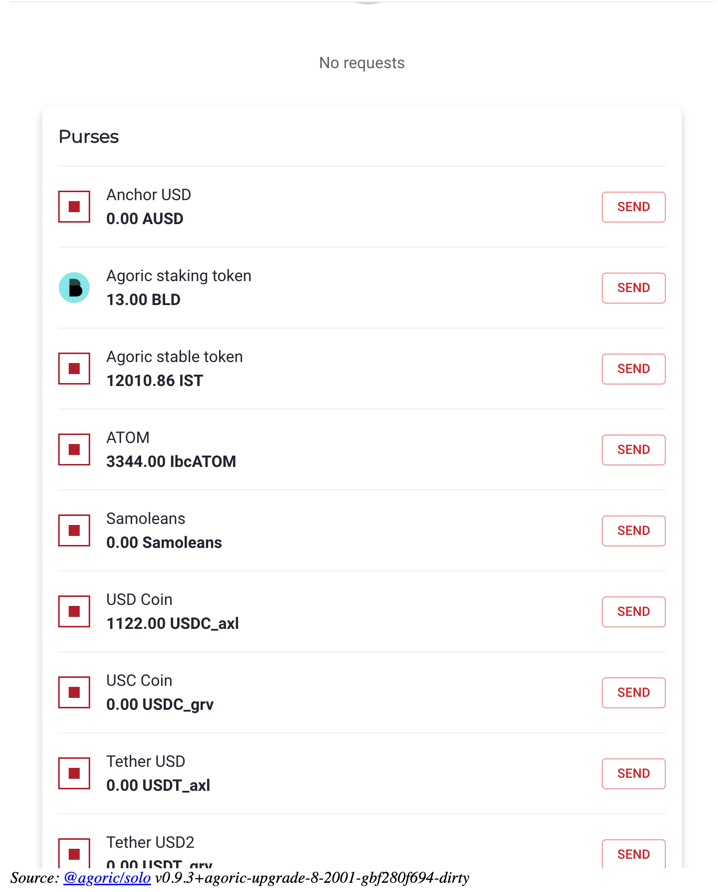 No requests
Purses
Anchor USD
0.00 AUSD
SEND
Agoric staking token
13.00 BLD
SEND
Agoric stable token
12010.86 IST
SEND
ATOM
3344.00 IbcATOM
SEND
Samoleans
0.00 Samoleans
SEND
USD Coin
1122.00 USDC_axl
SEND
USC Coin
0.00 USDC_grv
SEND
Tether USD
0.00 USDT_axl
SEND
Tether USD2
0.00 USDT_grv
SEND
Source: @agoric/solo v0.9.3+agoric-upgrade-8-2001-gbf280f694-dirty